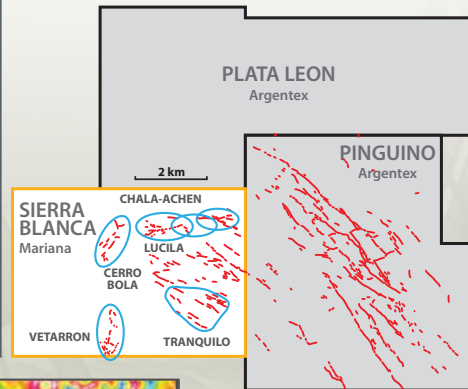 PLATA LEON
Argentex
PINGUINO
Argentex
2 km
CHALA-ACHEN
SIERRA
BLANCA
Mariana
LUCILA
CERRO
BOLA
VETARRON
TRANQUILO